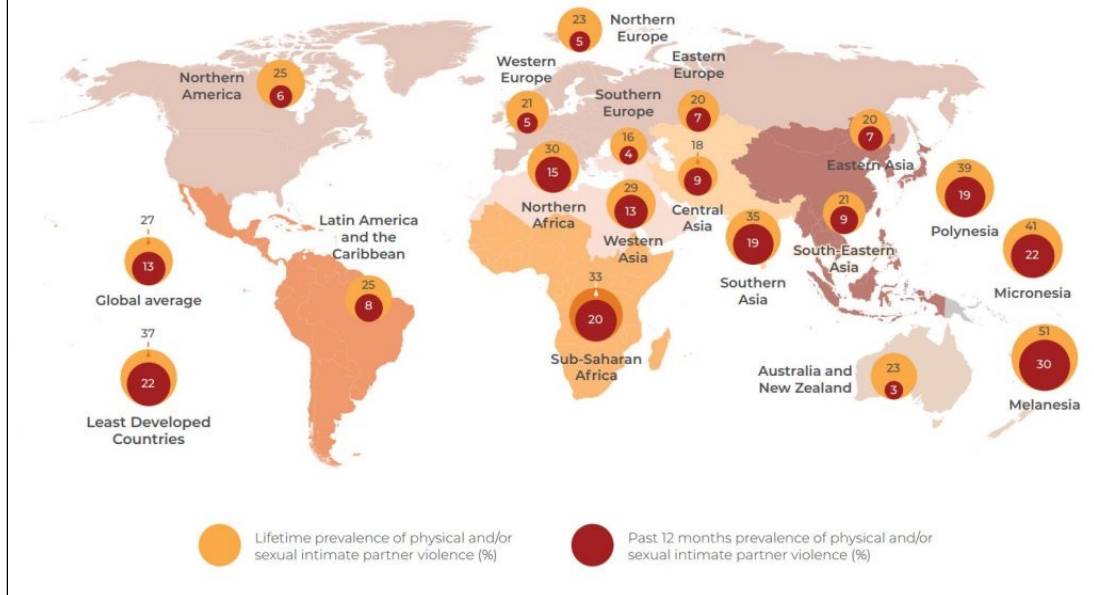 23
5
Northern
Europe
Northern
America
25
6
Western
Europe
21
5
Southern
Europe
16
4
Eastern
Europe
20
7
20
7
Eastern Asia
30
15
Northern
Africa
29
13
Western
Asia
18
9
Central
Asia
35
19
Southern
Asia
21
9
South-Eastern
Asia
39
19
Polynesia
41
22
Micronesia
27
13
Global average
Latin America
and the
Caribbean
25
8
33
20
Sub-Saharan
Africa
37
22
Least Developed
Countries
Australia and
New Zealand
23
3
51
30
Melanesia
Lifetime prevalence of physical and/or
sexual intimate partner violence (%)
Past 12 months prevalence of physical and/or
sexual intimate partner violence (%)